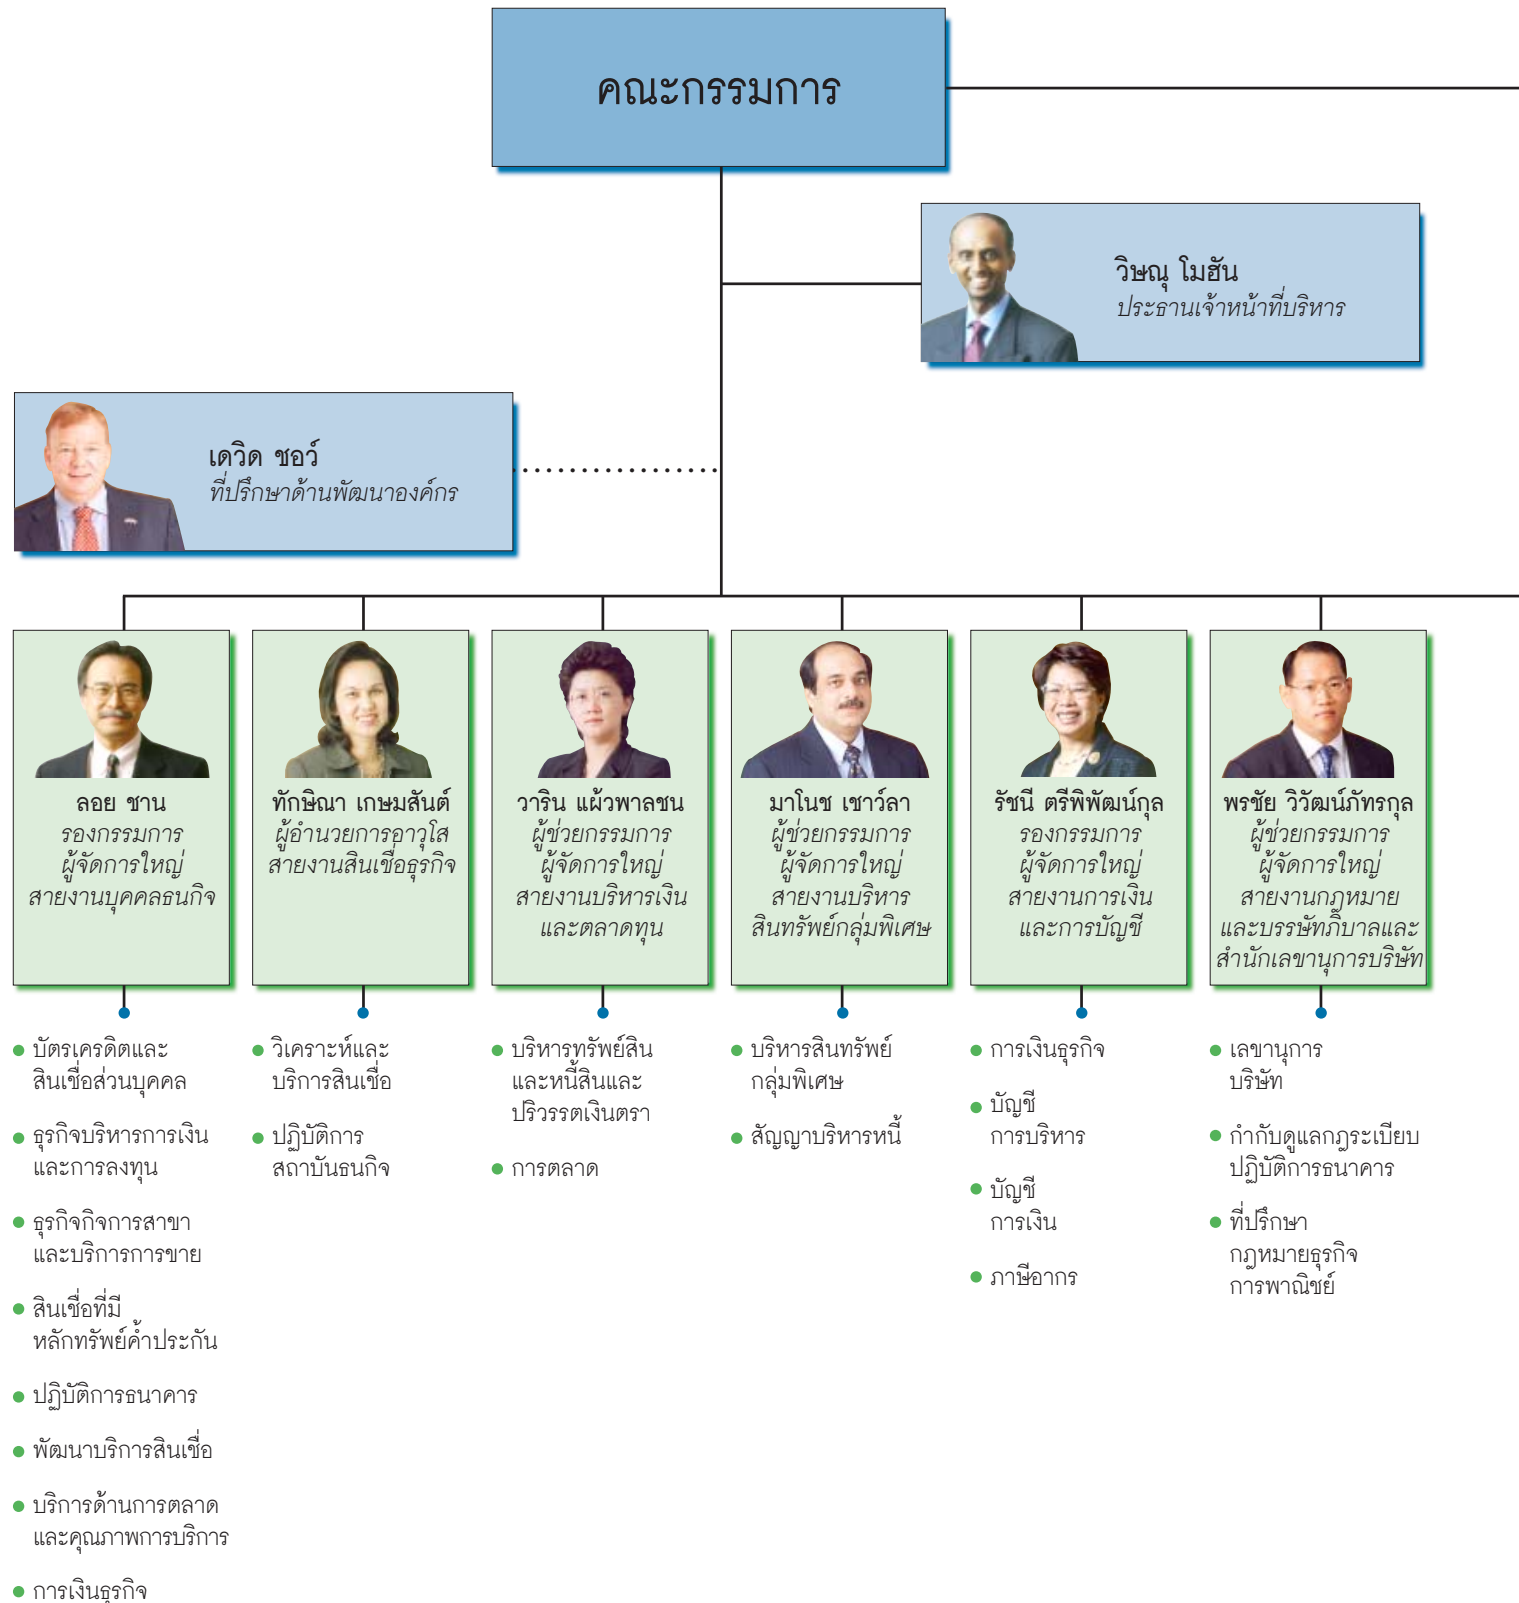 คณะกรรมการ
วิษณุ โมฮัน
ประธานเจ้าหน้าที่บริหาร
เดวิด ชอว์
ที่ปรึกษาด้านพัฒนาองค์กร
ลอย ชาน
รองกรรมการ
ผู้จัดการใหญ่
สายงานบุคคลธนกิจ
บัตรเครดิตและ
สินเชื่อส่วนบุคคล
ธุรกิจบริหารการเงิน
และการลงทุน
ธุรกิจกิจการสาขา
และบริการการขาย
สินเชื่อที่มี
หลักทรัพย์ค้ำประกัน
ปฏิบัติการธนาคาร
พัฒนาบริการสินเชื่อ
บริการด้านการตลาด
และคุณภาพการบริการ
การเงินธุรกิจ
ทักษิณา เกษมสันต์
ผู้อำนวยการอาวุโส
สายงานสินเชื่อธุรกิจ
วิเคราะห์และ
บริการสินเชื่อ
ปฏิบัติการ
สถาบันธนกิจ
วาริน แผ้วพาลชน
ผู้ช่วยกรรมการ
ผู้จัดการใหญ่
สายงานบริหารเงิน
และตลาดทุน
บริหารทรัพย์สิน
และหนี้สินและ
ปริวรรตเงินตรา
การตลาด
มาโนช เชาว์ลา
ผู้ช่วยกรรมการ
ผู้จัดการใหญ่
สายงานบริหาร
สินทรัพย์กลุ่มพิเศษ
บริหารสินทรัพย์
กลุ่มพิเศษ
สัญญาบริหารหนี้
รัชนี ตรีพิพัฒน์กุล
รองกรรมการ
ผู้จัดการใหญ่
สายงานการเงิน
และการบัญชี
การเงินธุรกิจ
บัญชี
การบริหาร
บัญชี
การเงิน
ภาษีอากร
พรชัย วิวัฒน์ภัทรกุล
ผู้ช่วยกรรมการ
ผู้จัดการใหญ่
สายงานกฎหมาย
และบรรษัทภิบาลและ
สำนักเลขานุการบริษัท
เลขานุการ
บริษัท
กำกับดูแลกฎระเบียบ
ปฏิบัติการธนาคาร
ที่ปรึกษา
กฎหมายธุรกิจ
การพาณิชย์